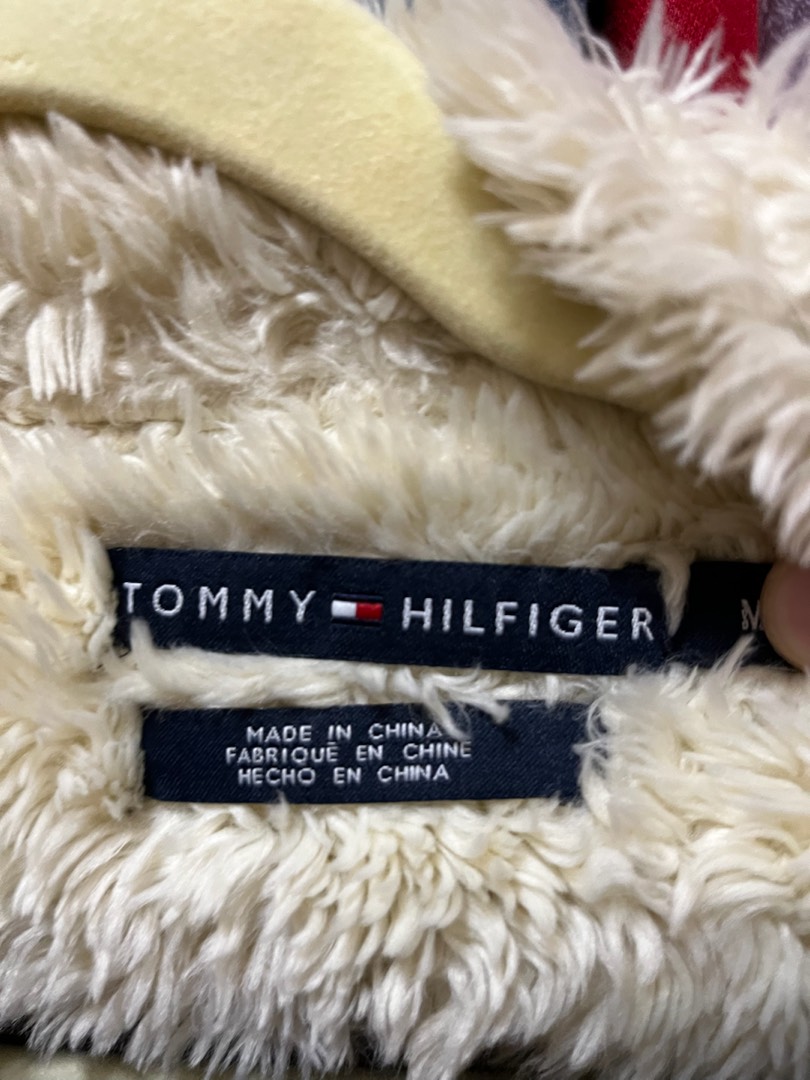 TOMMY HILFIGER
M
MADE IN CHINA
FABRIQUÉ EN CHINE
HECHO EN CHINA